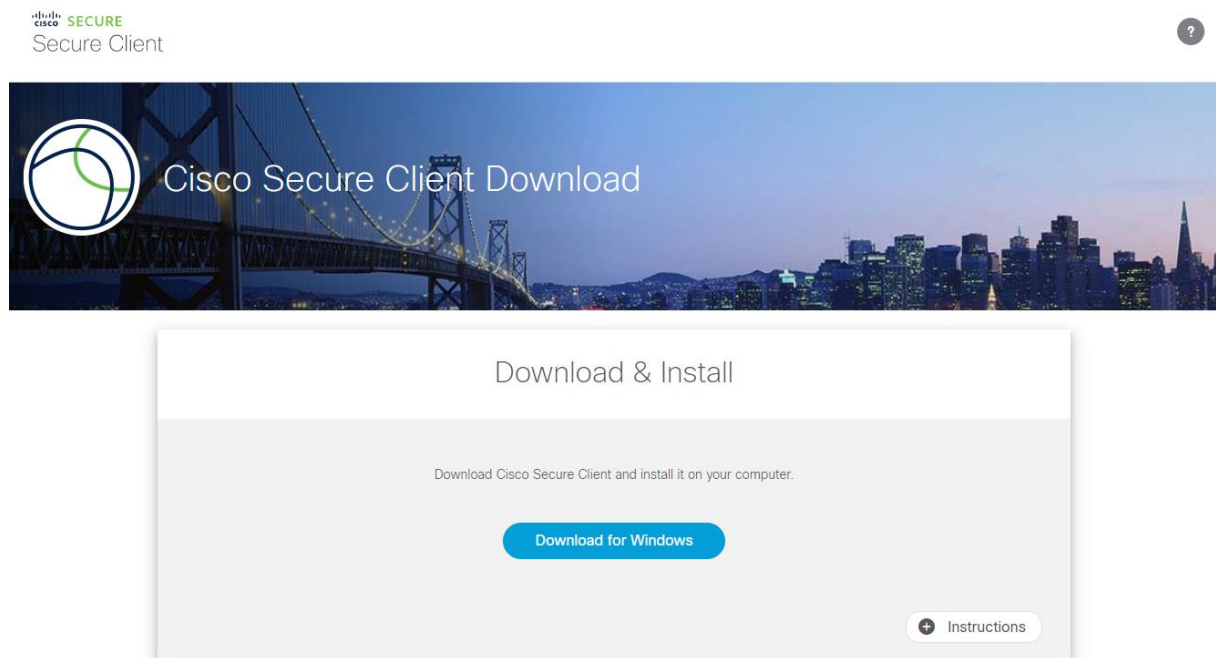 CISCO SECURE
Secure Client
?
Cisco Secure Client Download
Download & Install
Download Cisco Secure Client and install it on your computer.
Download for Windows
Instructions